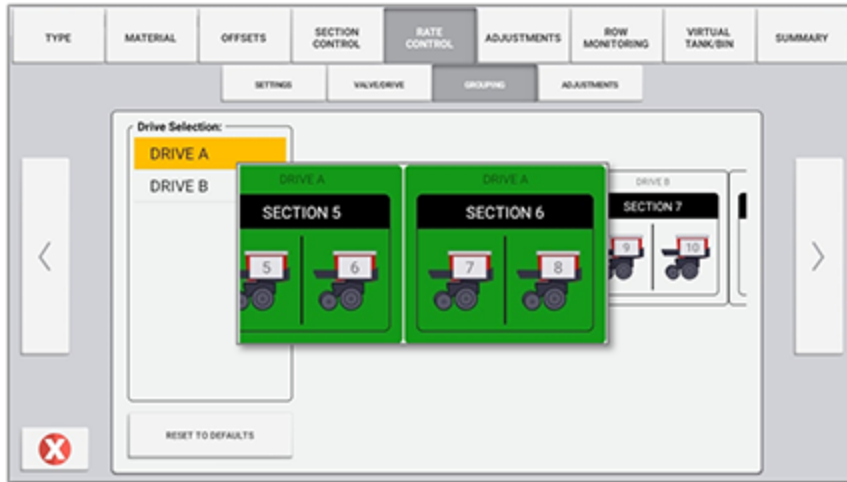 TYPE
MATERIAL
OFFSETS
SECTION
CONTROL
RATE
CONTROL
ADJUSTMENTS
ROW
MONITORING
VIRTUAL
TANK/BIN
SUMMARY
SETTINGS
VALVE/DRIVE
GROUPING
ADJUSTMENTS
Drive Selection:
DRIVE A
DRIVE B
DRIVE A
SECTION 5
5
6
DRIVE A
SECTION 6
7
8
DRIVE B
SECTION 7
9
10
RESET TO DEFAULTS